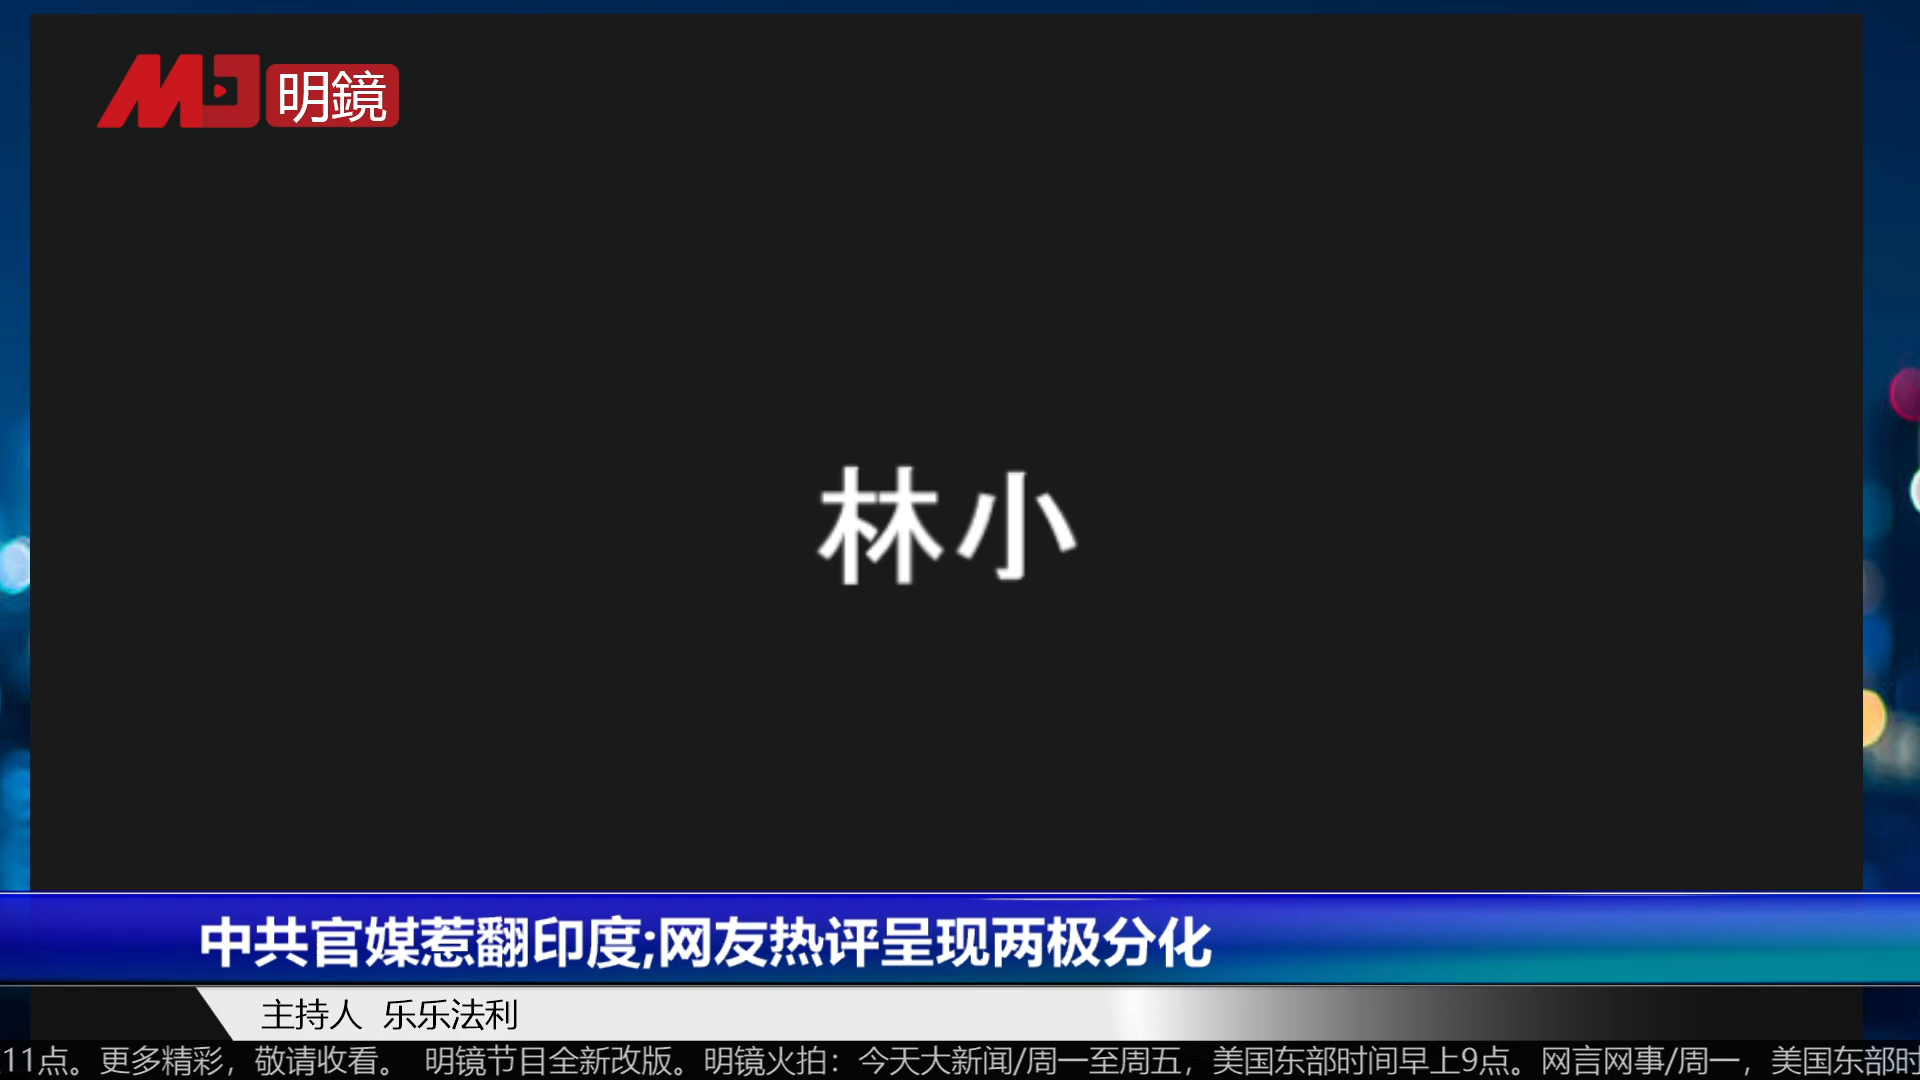 明鏡
林小
中共官媒惹翻印度;网友热评呈现两极分化
主持人 乐乐法利
11点。更多精彩，敬请收看。 明镜节目全新改版。明镜火拍：今天大新闻/周一至周五，美国东部时间早上9点。网言网事/周一，美国东部时